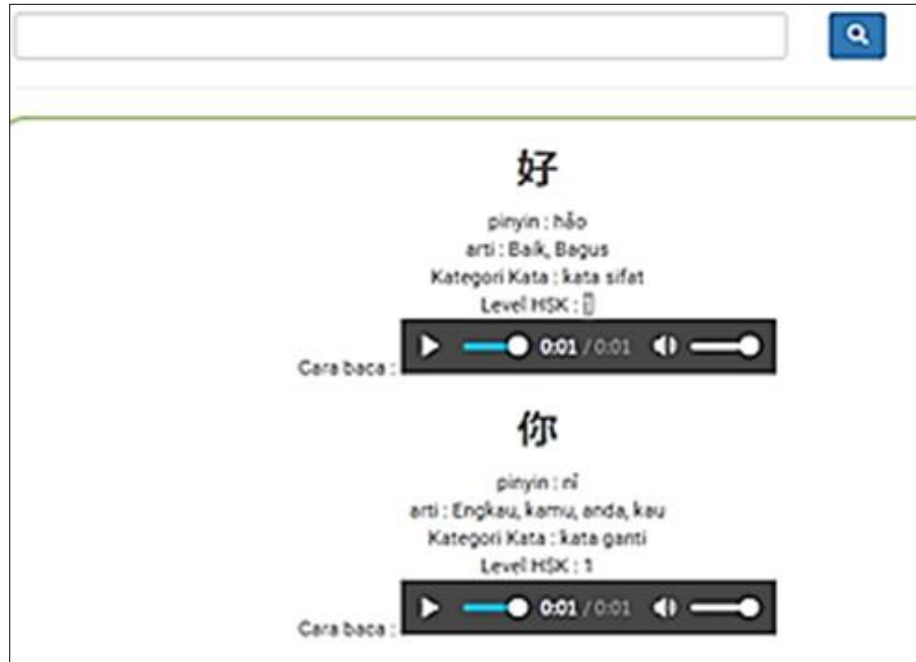 好
pinyin : hǎo
arti : Baik, Bagus
Kategori Kata : kata sifat
Level HSK :
0:01 / 0:01
Cara baca :
你
pinyin : nǐ
arti : Engkau, kamu, anda, kau
Kategori Kata : kata ganti
Level HSK : 1
0:01 / 0:01
Cara baca :